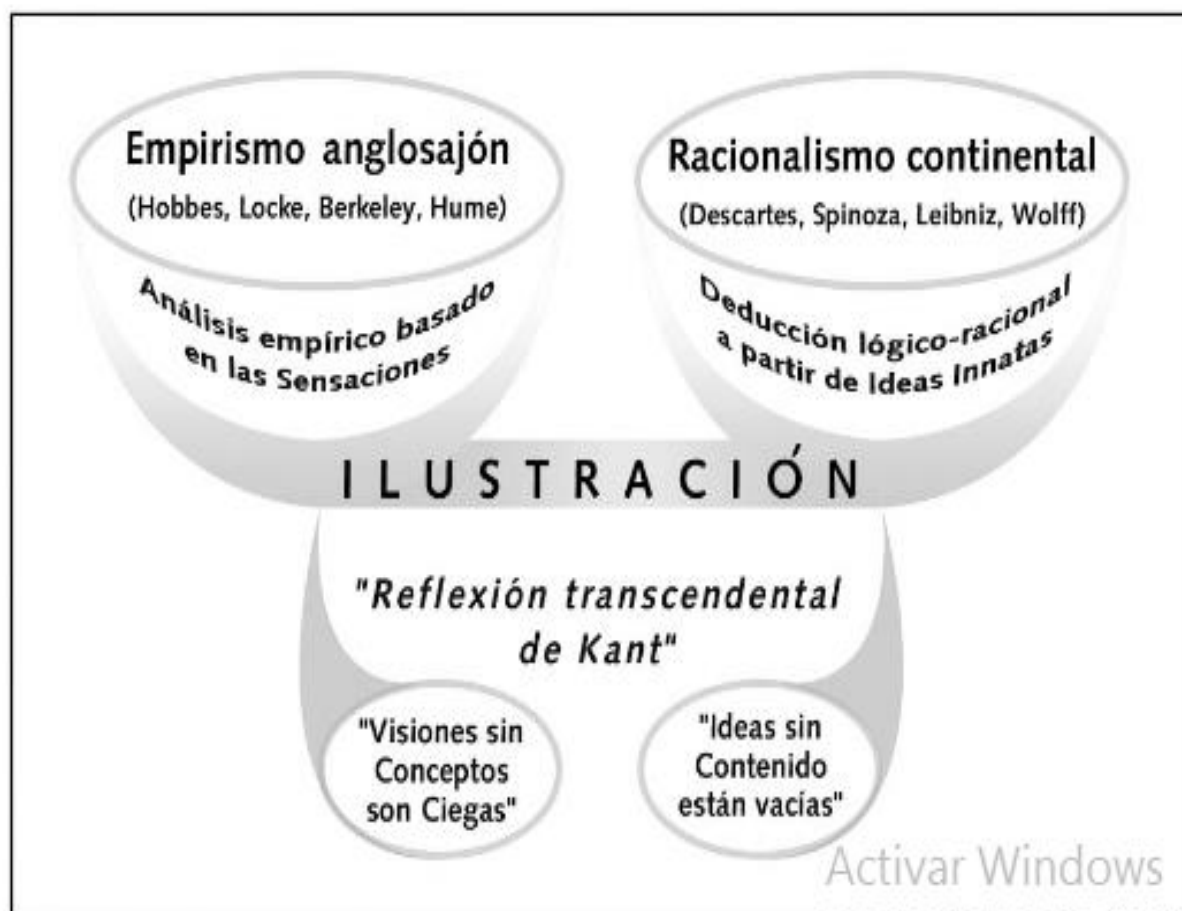 Empirismo anglosajón
(Hobbes, Locke, Berkeley, Hume)
Análisis empírico basado
en las Sensaciones
Racionalismo continental
(Descartes, Spinoza, Leibniz, Wolff)
Deducción lógico-racional
a partir de Ideas Innatas
ILUSTRACIÓN
"Reflexión transcendental
de Kant"
"Visiones sin
Conceptos
son Ciegas"
"Ideas sin
Contenido
están vacías"
Activar Windows